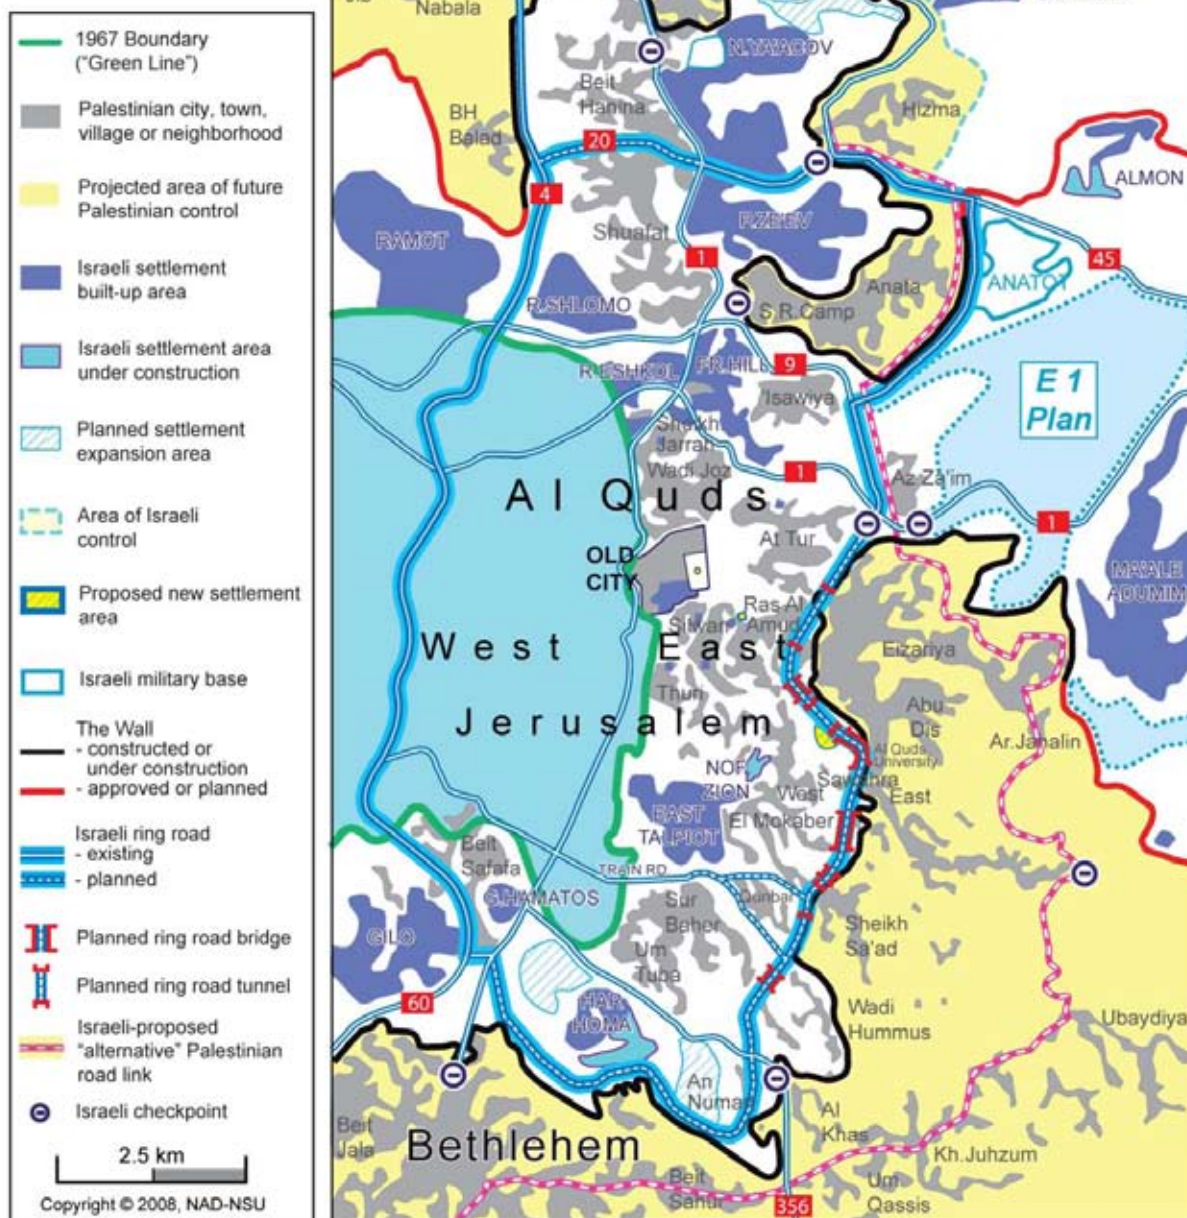 1967 Boundary
("Green Line")
Palestinian city, town,
village or neighborhood
Projected area of future
Palestinian control
Israeli settlement
built-up area
Israeli settlement area
under construction
Planned settlement
expansion area
Area of Israeli
control
Proposed new settlement
area
Israeli military base
The Wall
- constructed or
under construction
- approved or planned
Israeli ring road
- existing
- planned
Planned ring road bridge
Planned ring road tunnel
Israeli-proposed
"alternative" Palestinian
road link
Israeli checkpoint
2.5 km
Copyright © 2008, NAD-NSU
Nabala
N.YA'ACOV
Beit
Hanina
Hizma
BH
Balad
20
ALMON
4
P.ZE'EV
RAMOT
Shuafat
1
45
Anata
ANATOT
R.SHLOMO
S.R.Camp
R.ESHKOL
FR.HILL
9
E 1
Plan
'Isawiya
Sheikh
Jarrah
Wadi Joz
1
Az Za'im
Al Quds
1
At Tur
OLD
CITY
MA'ALE
ADUMIM
Ras Al
Amud
Silwan
West East
Eizariya
Thuri
Abu
Dis
Jerusalem
Ar.Jahalin
Al Quds
University
NOF
ZION
Sawahra
West
East
EAST
TALPIOT
El Mokaber
Beit
Safafa
TRAIN RD
G.HAMATOS
Sur
Baher
Qunbar
GILO
Sheikh
Sa'ad
Um
Tuba
60
HAR
HOMA
Wadi
Hummus
Ubaydiya
An
Numan
Al
Khas
Beit
Jala
Bethlehem
Kh.Juhzum
Beit
Sahur
Um
Qassis
356